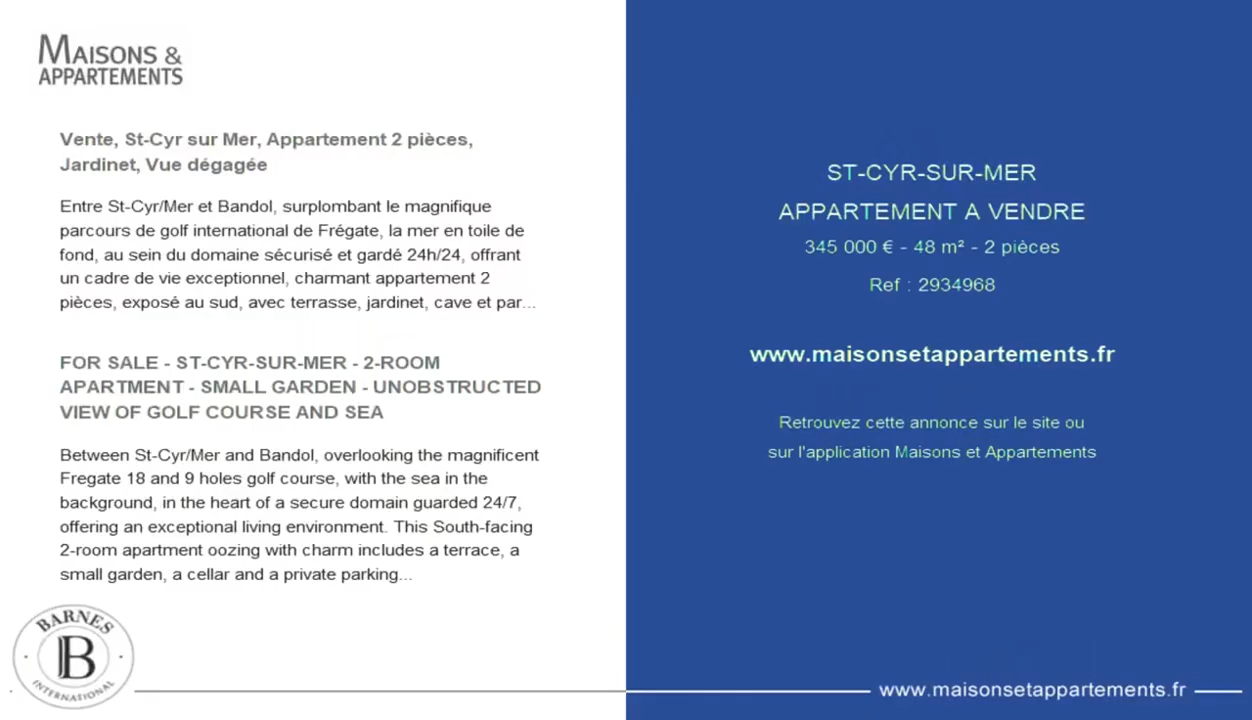 MAISONS &
APPARTEMENTS
Vente, St-Cyr sur Mer, Appartement 2 pièces,
Jardinet, Vue dégagée
Entre St-Cyr/Mer et Bandol, surplombant le magnifique
parcours de golf international de Frégate, la mer en toile de
fond, au sein du domaine sécurisé et gardé 24h/24, offrant
un cadre de vie exceptionnel, charmant appartement 2
pièces, exposé au sud, avec terrasse, jardinet, cave et par...
FOR SALE - ST-CYR-SUR-MER - 2-ROOM
APARTMENT - SMALL GARDEN - UNOBSTRUCTED
VIEW OF GOLF COURSE AND SEA
Between St-Cyr/Mer and Bandol, overlooking the magnificent
Fregate 18 and 9 holes golf course, with the sea in the
background, in the heart of a secure domain guarded 24/7,
offering an exceptional living environment. This South-facing
2-room apartment oozing with charm includes a terrace, a
small garden, a cellar and a private parking...
BARNES
B
INTERNATIONAL
ST-CYR-SUR-MER
APPARTEMENT A VENDRE
345 000 € - 48 m² - 2 pièces
Ref : 2934968
www.maisonsetappartements.fr
Retrouvez cette annonce sur le site ou
sur l'application Maisons et Appartements
www.maisonsetappartements.fr